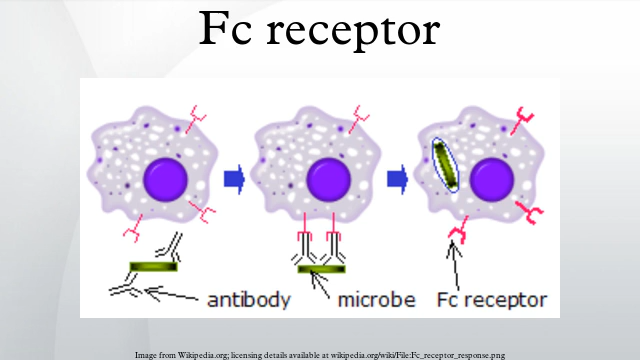 Fc receptor
antibody
microbe
Fc receptor
Image from Wikipedia.org; licensing details available at wikipedia.org/wiki/File:Fc_receptor_response.png